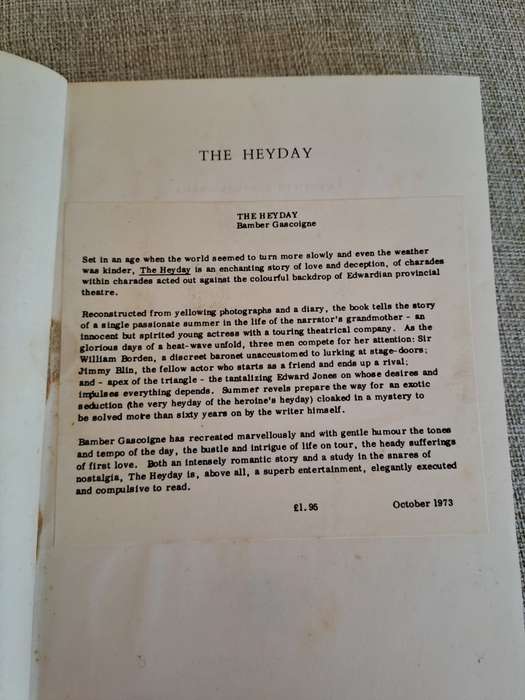 THE HEYDAY
THE HEYDAY
Bamber Gascoigne
Set in an age when the world seemed to turn more slowly and even the weather
was kinder, The Heyday is an enchanting story of love and deception, of charades
within charades acted out against the colourful backdrop of Edwardian provincial
theatre.
Reconstructed from yellowing photographs and a diary, the book tells the story
of a single passionate summer in the life of the narrator's grandmother - an
innocent but spirited young actress with a touring theatrical company. As the
glorious days of a heat-wave unfold, three men compete for her attention: Sir
William Borden, a discreet baronet unaccustomed to lurking at stage-doors;
Jimmy Blin, the fellow actor who starts as a friend and ends up a rival;
and - apex of the triangle - the tantalising Edward Jones on whose desires and
impulses everything depends. Summer revels prepare the way for an exotic
seduction (the very heyday of the heroine's heyday) cloaked in a mystery to
be solved more than sixty years on by the writer himself.
Bamber Gascoigne has recreated marvellously and with gentle humour the tones
and tempo of the day, the bustle and intrigue of life on tour, the heady sufferings
of first love. Both an intensely romantic story and a study in the snares of
nostalgia, The Heyday is, above all, a superb entertainment, elegantly executed
and compulsive to read.
£1.95 October 1973